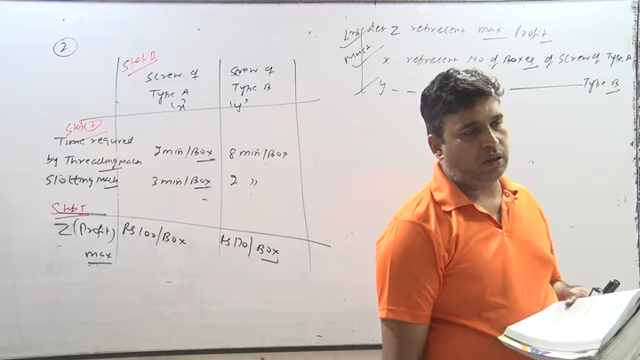 ②
Step II
Screw of Type A (x)
Screw of Type B (y)
Step 3
Time required
by Threading Mach 2 min/Box 8 min/Box
Slotting Mach 3 min/Box 2 "
Step I
Z (Profit) Rs 100/Box Rs 170/Box
max
Let Z represent max Profit
x represent No of Boxes of Screw of Type A
y _ _ Type B